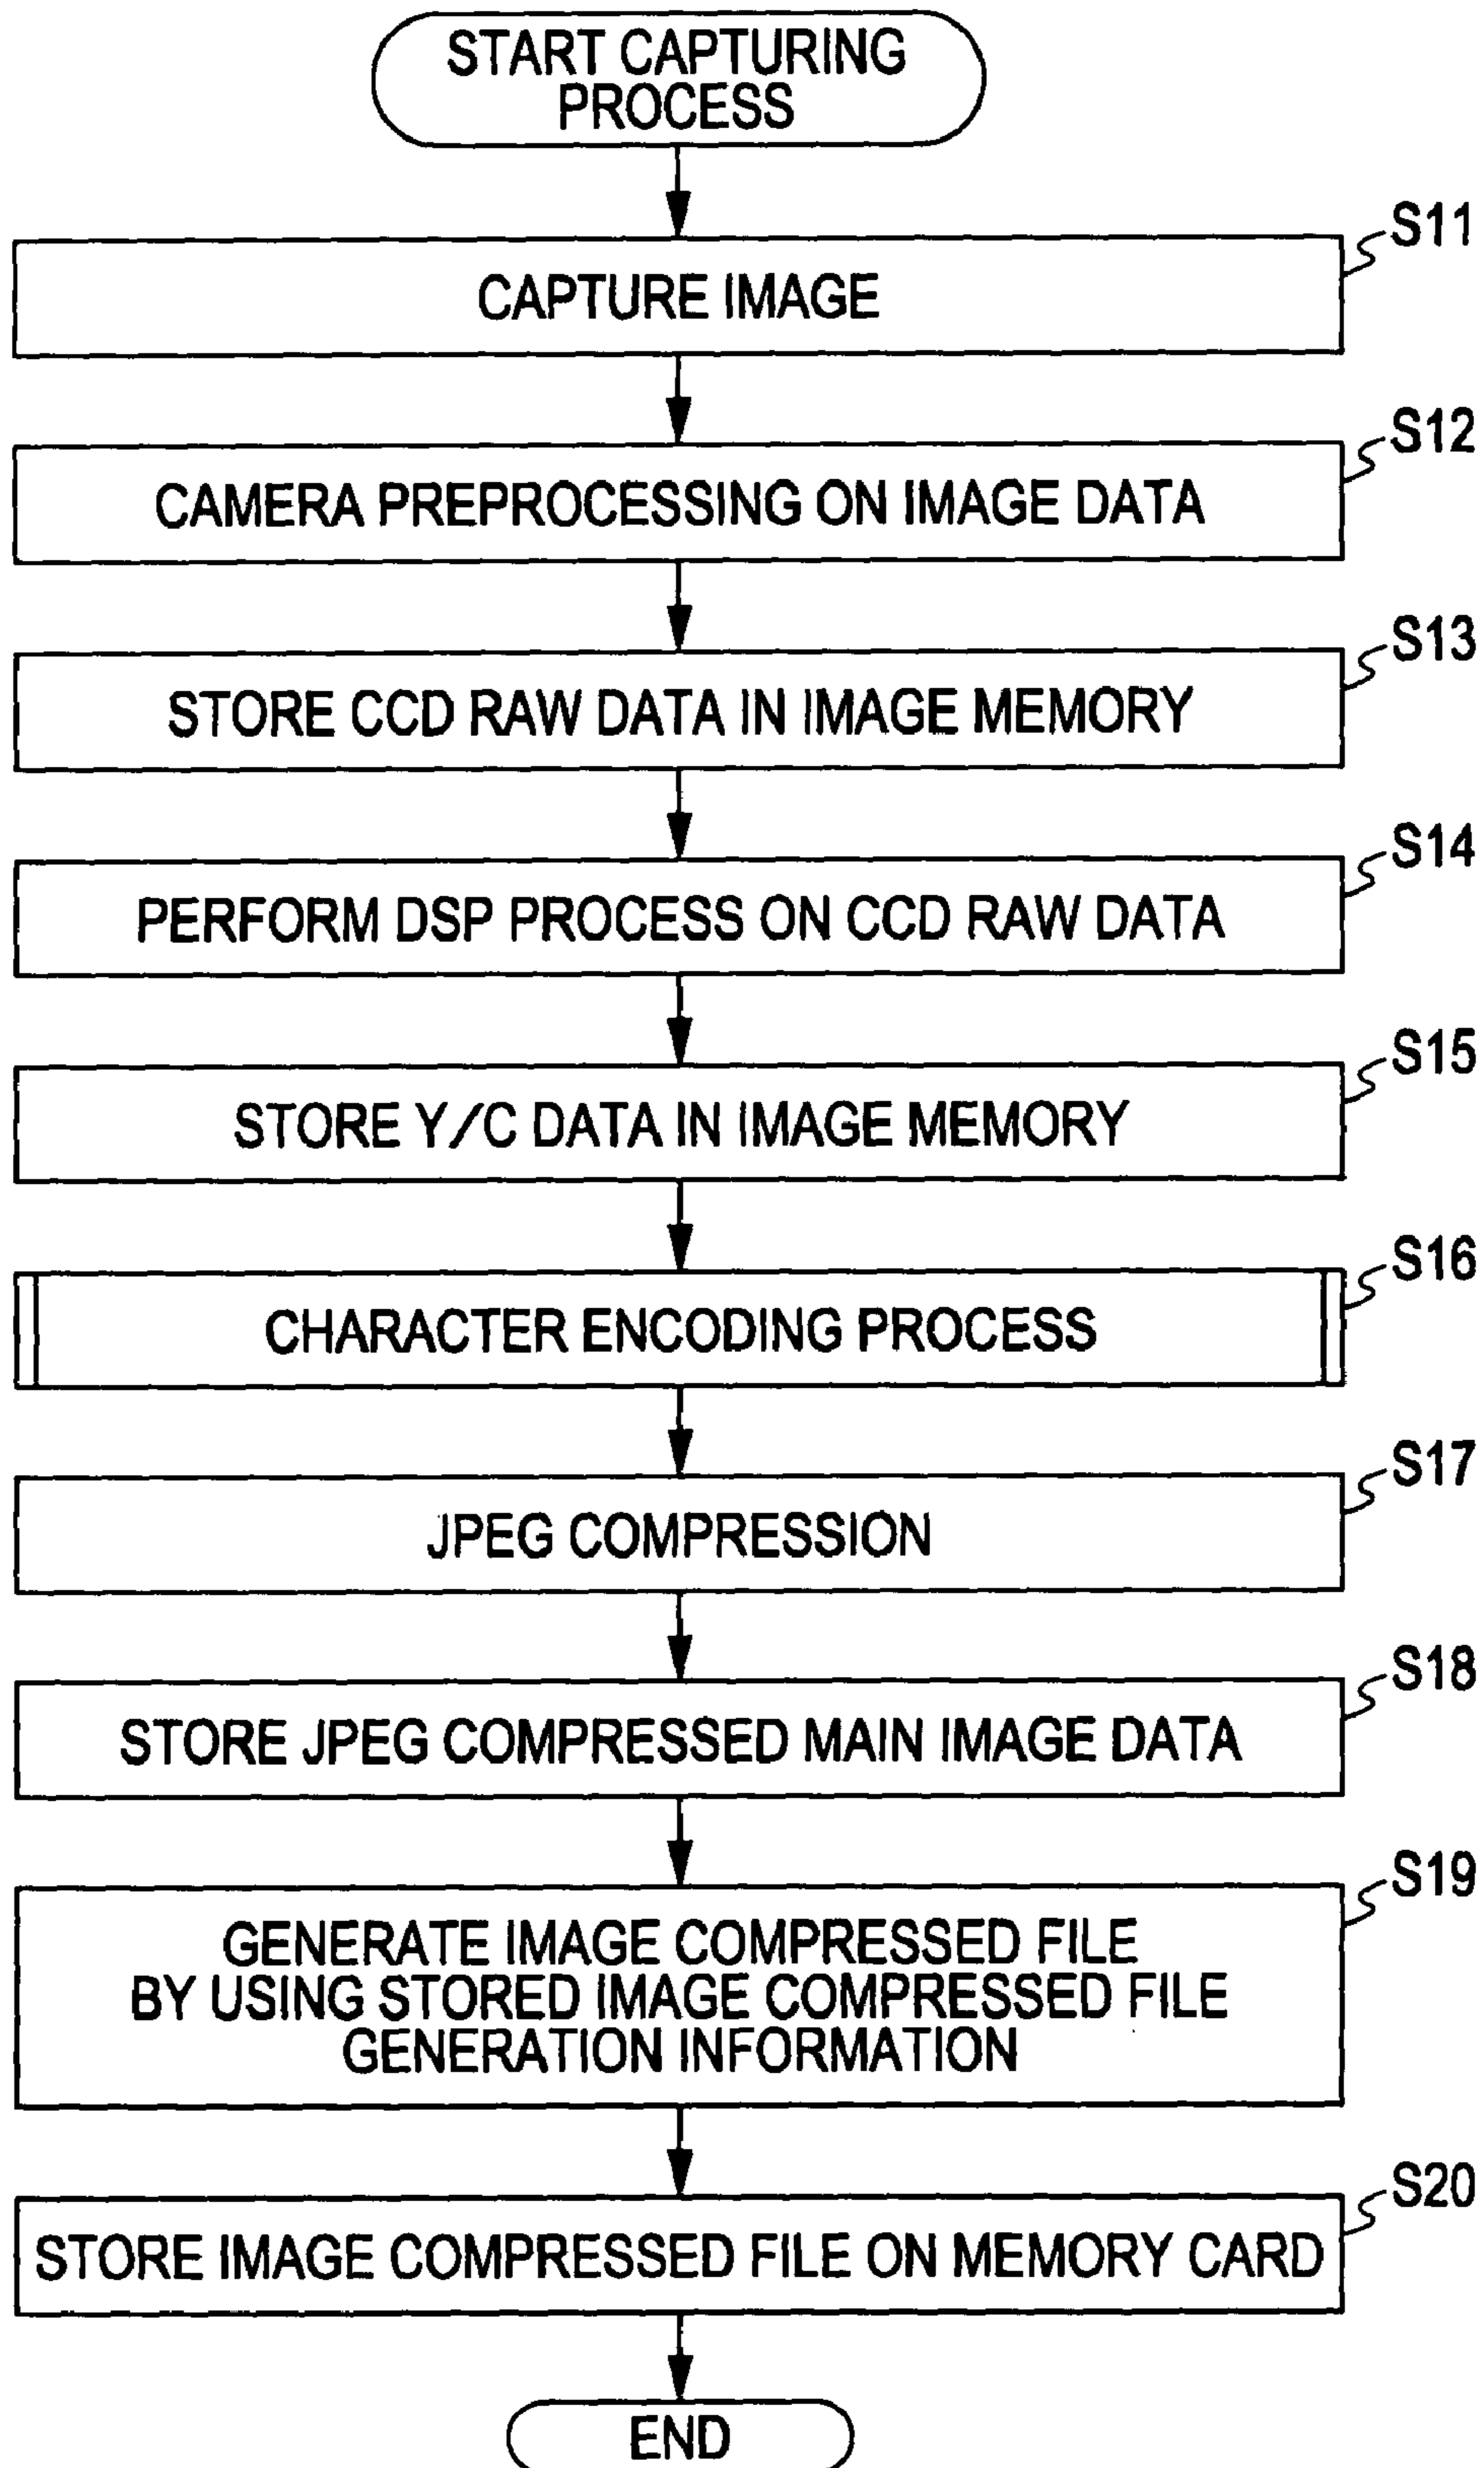 START CAPTURING
PROCESS
S11
CAPTURE IMAGE
S12
CAMERA PREPROCESSING ON IMAGE DATA
S13
STORE CCD RAW DATA IN IMAGE MEMORY
S14
PERFORM DSP PROCESS ON CCD RAW DATA
S15
STORE Y/C DATA IN IMAGE MEMORY
S16
CHARACTER ENCODING PROCESS
S17
JPEG COMPRESSION
S18
STORE JPEG COMPRESSED MAIN IMAGE DATA
S19
GENERATE IMAGE COMPRESSED FILE
BY USING STORED IMAGE COMPRESSED FILE
GENERATION INFORMATION
S20
STORE IMAGE COMPRESSED FILE ON MEMORY CARD
END